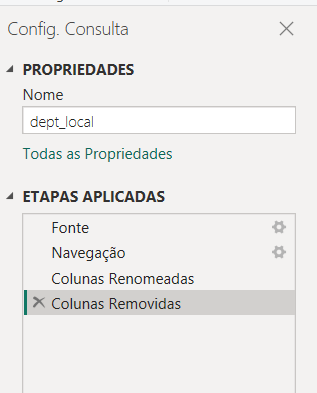 Config. Consulta
PROPRIEDADES
Nome
dept_local
Todas as Propriedades
ETAPAS APLICADAS
Fonte
Navegação
Colunas Renomeadas
Colunas Removidas